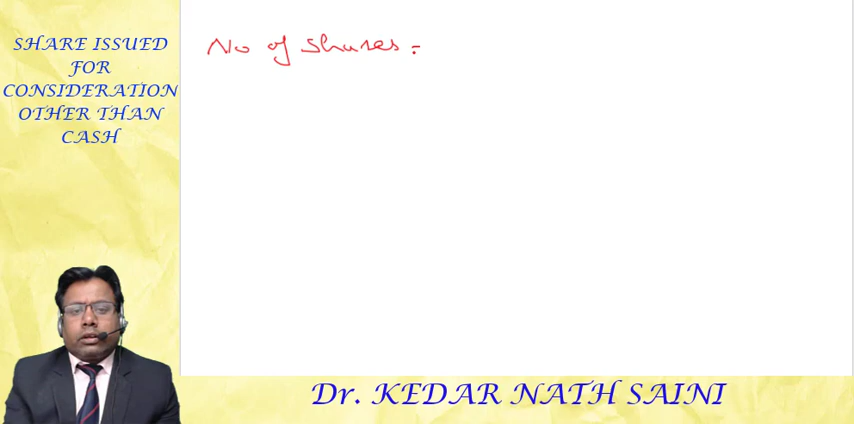 SHARE ISSUED
FOR
CONSIDERATION
OTHER THAN
CASH
No of Shares =
Dr. KEDAR NATH SAINI